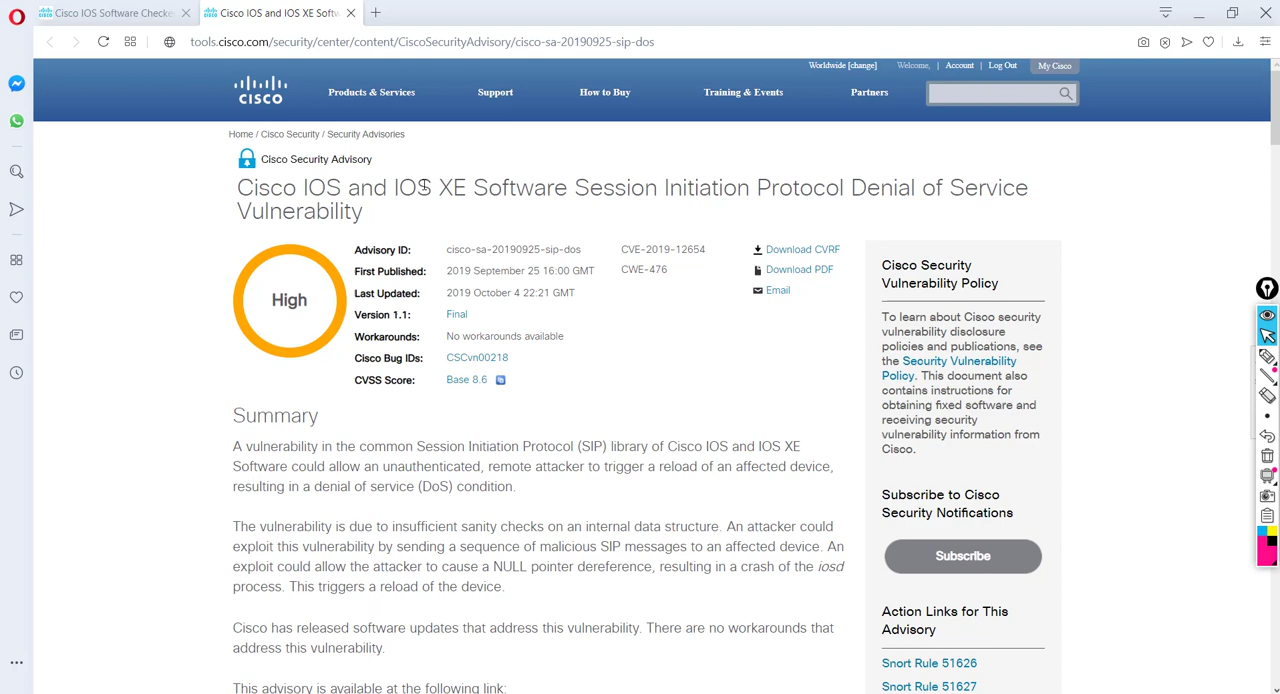 Cisco IOS Software Checke
Cisco IOS and IOS XE Softw
tools.cisco.com/security/center/content/CiscoSecurityAdvisory/cisco-sa-20190925-sip-dos
Worldwide [change] Welcome, | Account | Log Out My Cisco
CISCO
Products & Services Support How to Buy Training & Events Partners
Home / Cisco Security / Security Advisories
Cisco Security Advisory
Cisco IOS and IOS XE Software Session Initiation Protocol Denial of Service
Vulnerability
High
Advisory ID: cisco-sa-20190925-sip-dos
First Published: 2019 September 25 16:00 GMT
Last Updated: 2019 October 4 22:21 GMT
Version 1.1: Final
Workarounds: No workarounds available
Cisco Bug IDs: CSCvn00218
CVSS Score: Base 8.6
CVE-2019-12654
CWE-476
Download CVRF
Download PDF
Email
Summary
A vulnerability in the common Session Initiation Protocol (SIP) library of Cisco IOS and IOS XE
Software could allow an unauthenticated, remote attacker to trigger a reload of an affected device,
resulting in a denial of service (DoS) condition.
The vulnerability is due to insufficient sanity checks on an internal data structure. An attacker could
exploit this vulnerability by sending a sequence of malicious SIP messages to an affected device. An
exploit could allow the attacker to cause a NULL pointer dereference, resulting in a crash of the iosd
process. This triggers a reload of the device.
Cisco has released software updates that address this vulnerability. There are no workarounds that
address this vulnerability.
This advisory is available at the following link:
Cisco Security
Vulnerability Policy
To learn about Cisco security
vulnerability disclosure
policies and publications, see
the Security Vulnerability
Policy. This document also
contains instructions for
obtaining fixed software and
receiving security
vulnerability information from
Cisco.
Subscribe to Cisco
Security Notifications
Subscribe
Action Links for This
Advisory
Snort Rule 51626
Snort Rule 51627